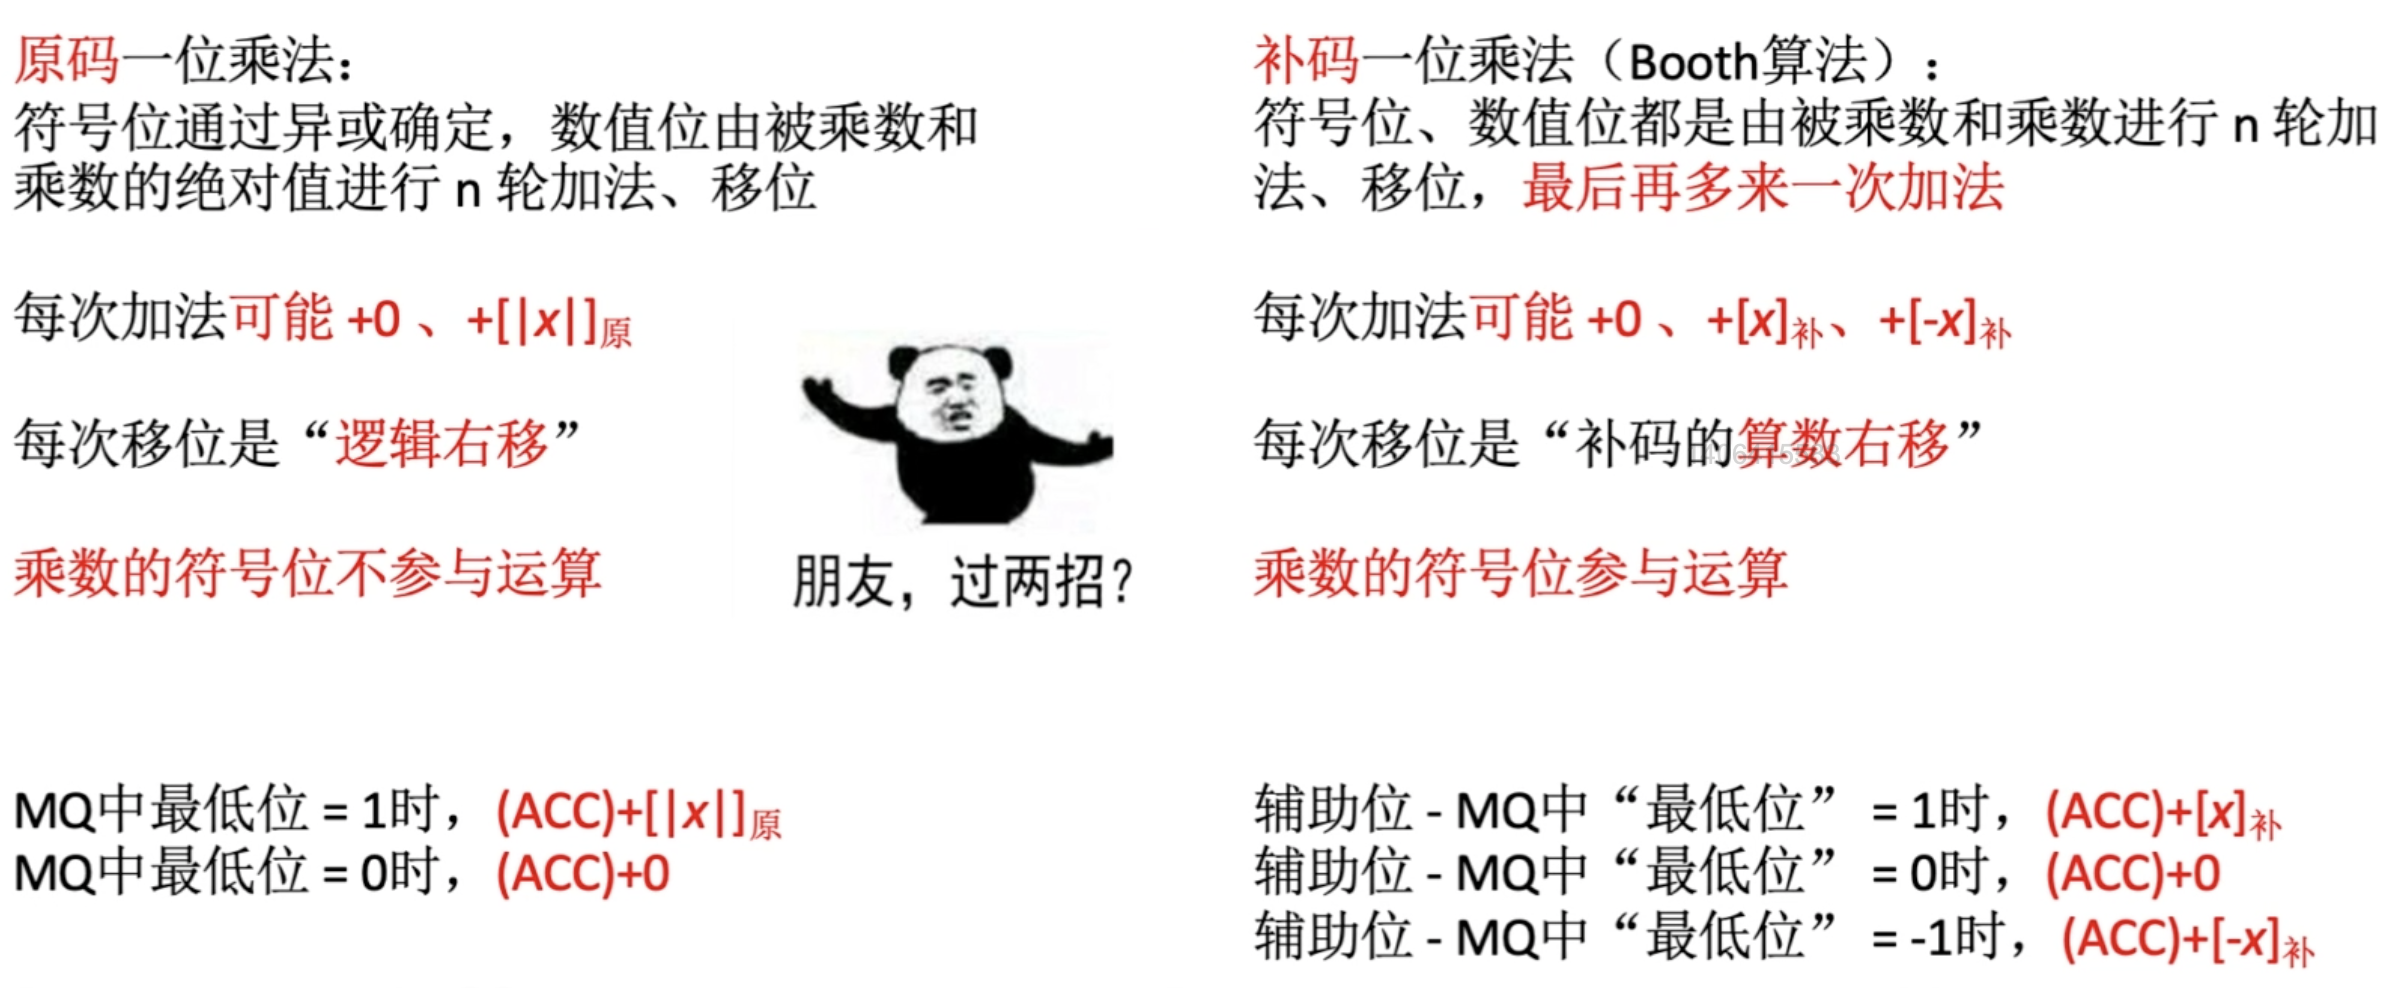 原码一位乘法：
符号位通过异或确定，数值位由被乘数和
乘数的绝对值进行 n 轮加法、移位
每次加法可能 +0 、+[|x|]原
每次移位是“逻辑右移”
乘数的符号位不参与运算
MQ中最低位 = 1时，(ACC)+[|x|]原
MQ中最低位 = 0时，(ACC)+0
朋友，过两招？
补码一位乘法（Booth算法）：
符号位、数值位都是由被乘数和乘数进行 n 轮加
法、移位，最后再多来一次加法
每次加法可能 +0 、+[x]补、+[-x]补
每次移位是“补码的算数右移”
乘数的符号位参与运算
辅助位 - MQ中“最低位” = 1时，(ACC)+[x]补
辅助位 - MQ中“最低位” = 0时，(ACC)+0
辅助位 - MQ中“最低位” = -1时，(ACC)+[-x]补